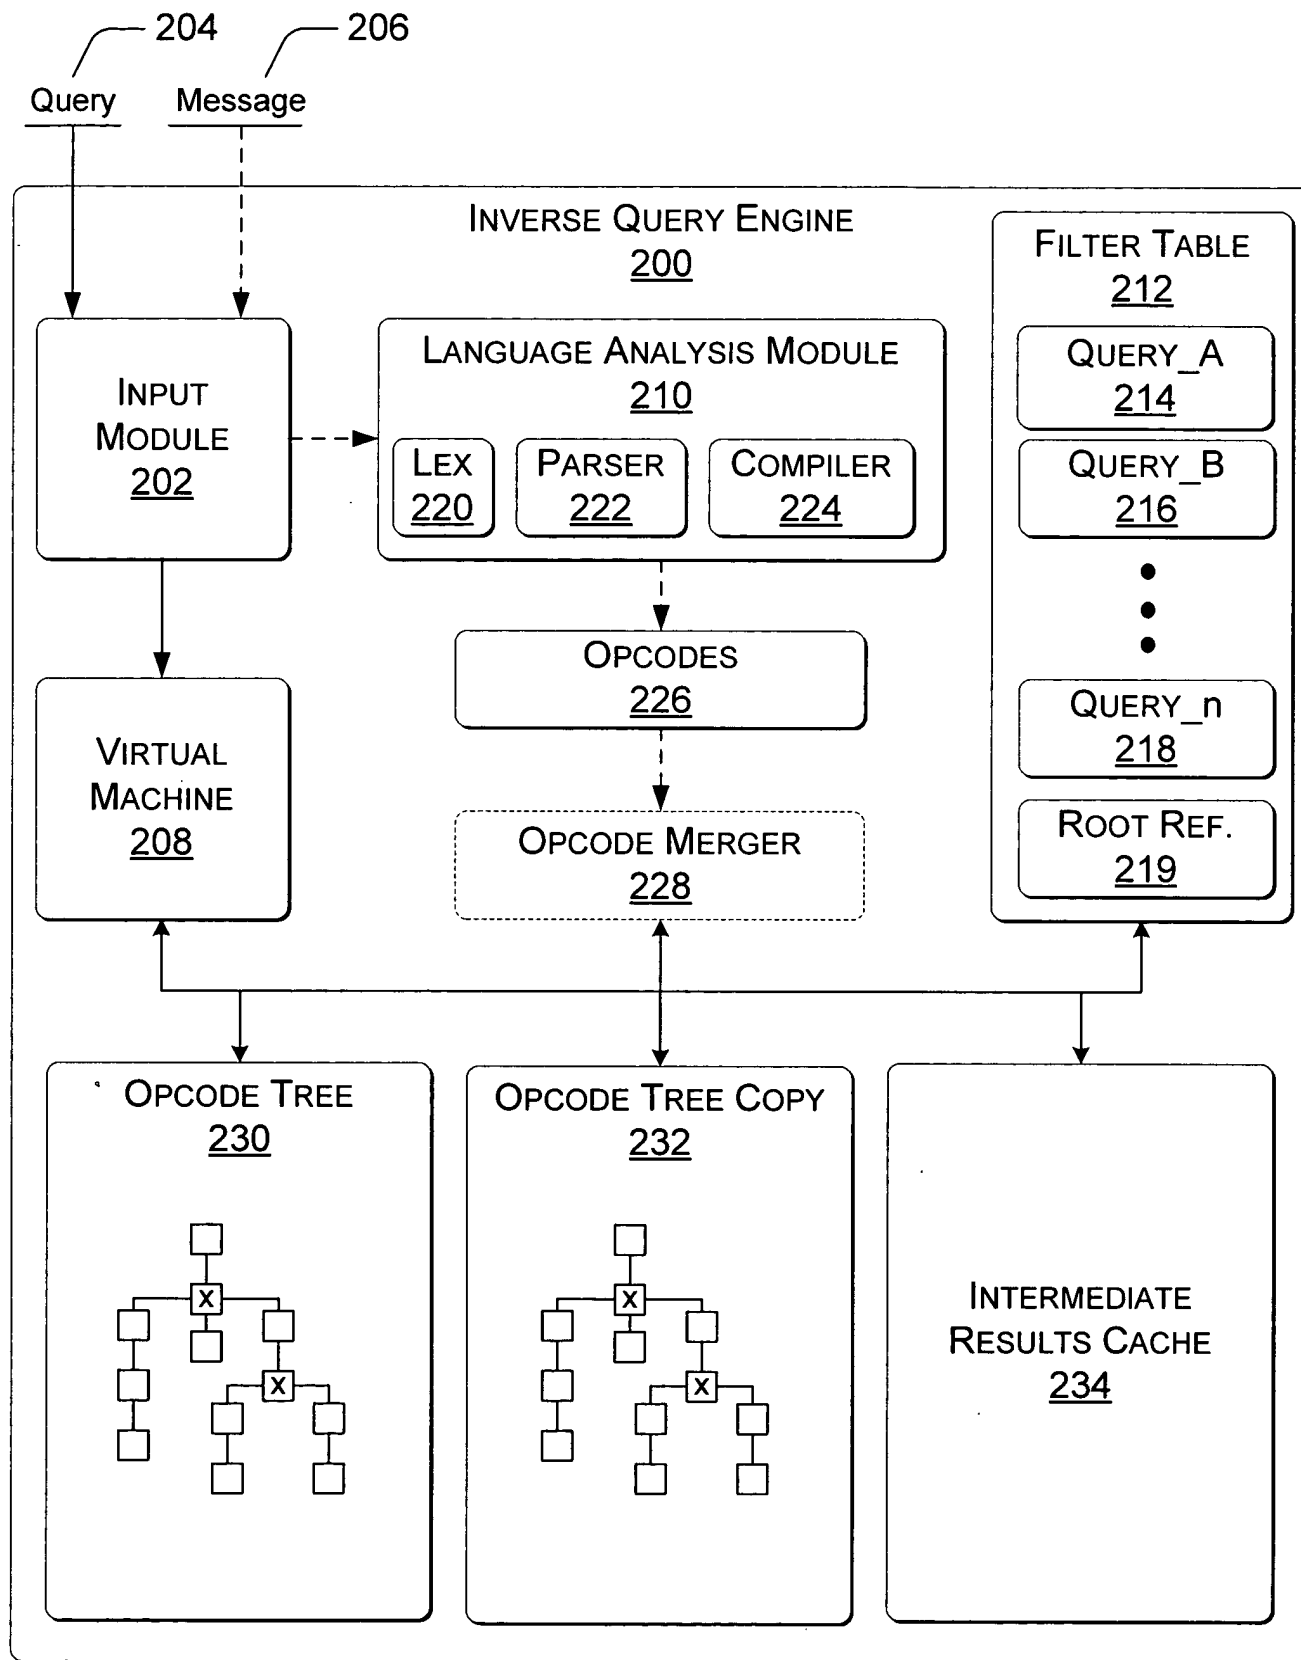 204
206
Query
Message
INVERSE QUERY ENGINE
200
INPUT
MODULE
202
LANGUAGE ANALYSIS MODULE
210
LEX
220
PARSER
222
COMPILER
224
FILTER TABLE
212
QUERY_A
214
QUERY_B
216
QUERY_n
218
ROOT REF.
219
OPCODES
226
VIRTUAL
MACHINE
208
OPCODE MERGER
228
OPCODE TREE
230
X
X
OPCODE TREE COPY
232
X
X
INTERMEDIATE
RESULTS CACHE
234